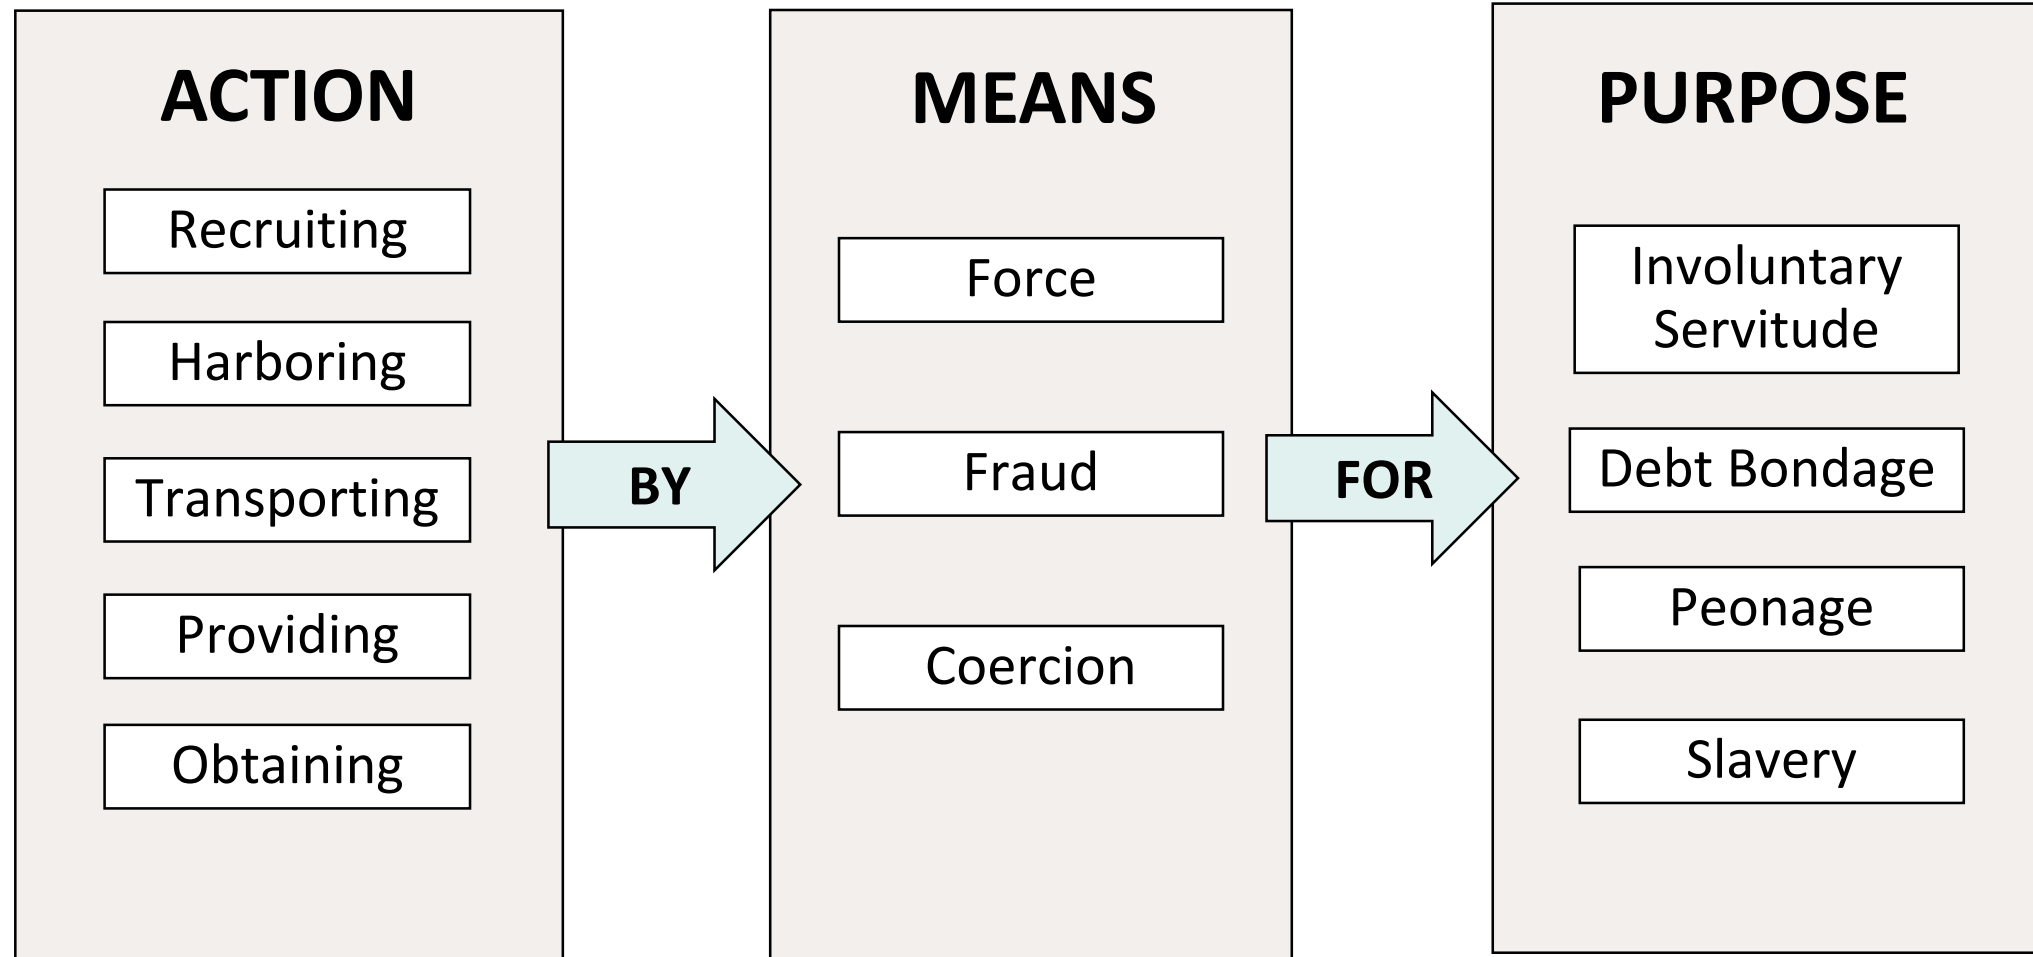 ACTION
Recruiting
Harboring
Transporting
Providing
Obtaining
BY
MEANS
Force
Fraud
Coercion
FOR
PURPOSE
Involuntary
Servitude
Debt Bondage
Peonage
Slavery